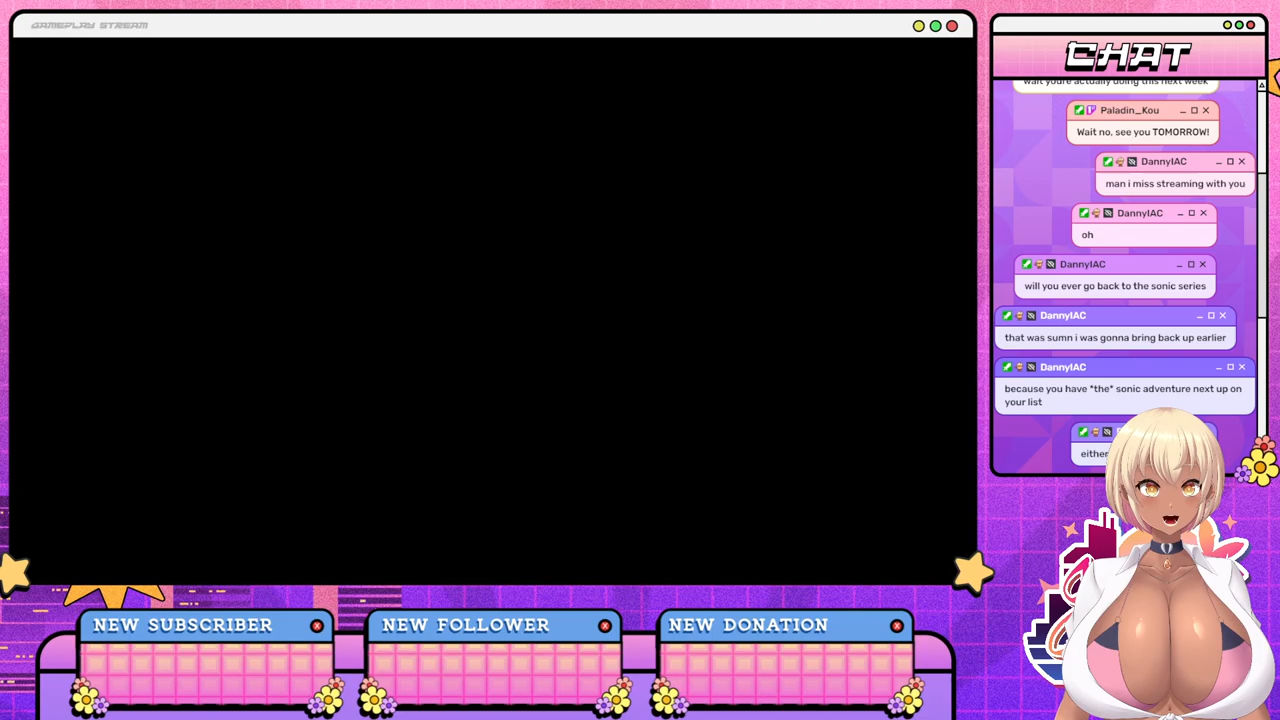 GAMEPLAY STREAM
CHAT
wait youre actually doing this next week
Paladin_Kou
Wait no, see you TOMORROW!
DannyIAC
man i miss streaming with you
DannyIAC
oh
DannyIAC
will you ever go back to the sonic series
DannyIAC
that was sumn i was gonna bring back up earlier
DannyIAC
because you have *the* sonic adventure next up on
your list
either
NEW SUBSCRIBER
NEW FOLLOWER
NEW DONATION